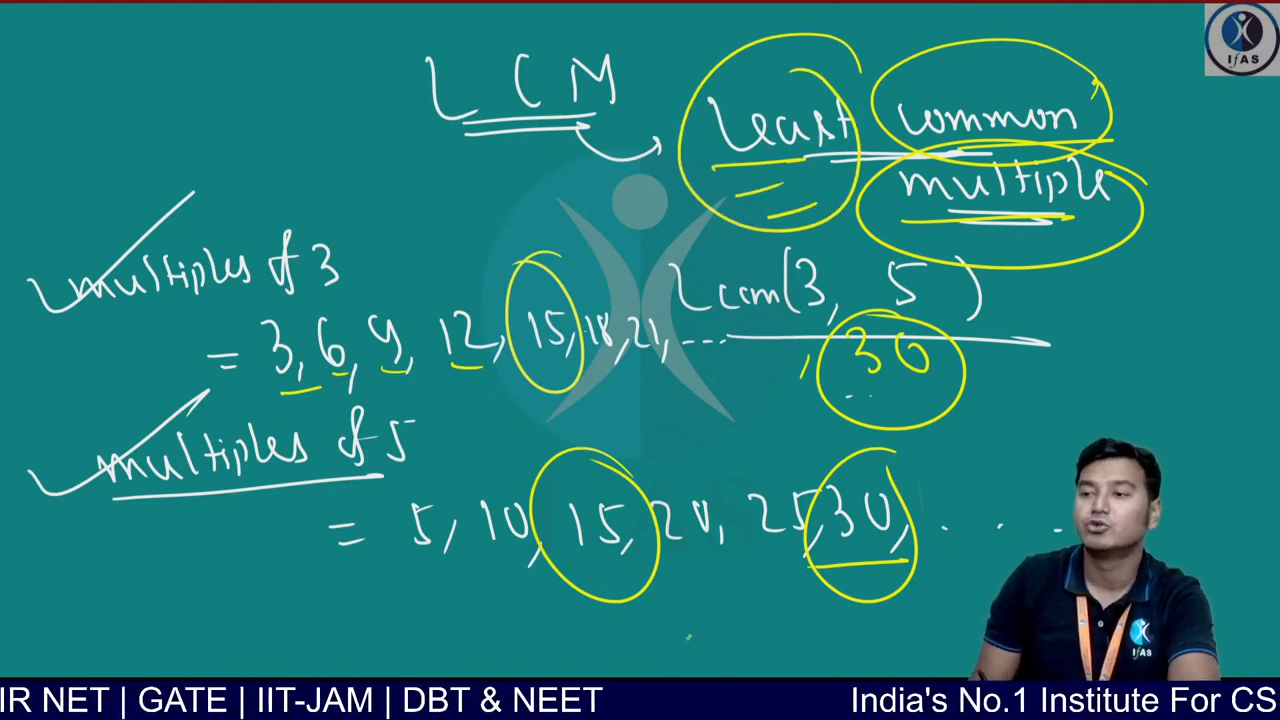 LCM
Least common
multiple
multiples of 3
Lcm(3, 5)
= 3, 6, 9, 12, 15, 18, 21, ....
, 30
..
multiples of 5
= 5, 10, 15, 20, 25, 30, . . .
IfAS
IfAS
IR NET | GATE | IIT-JAM | DBT & NEET
India's No.1 Institute For CS